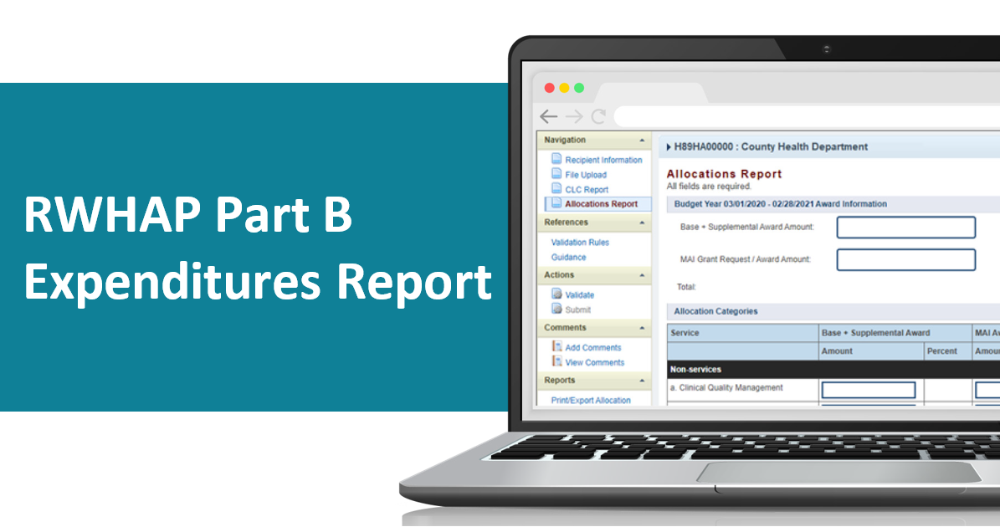 RWHAP Part B
Expenditures Report
Navigation
Recipient Information
File Upload
CLC Report
Allocations Report
References
Validation Rules
Guidance
Actions
Validate
Submit
Comments
Add Comments
View Comments
Reports
Print/Export Allocation
H89HA00000 : County Health Department
Allocations Report
All fields are required.
Budget Year 03/01/2020 - 02/28/2021 Award Information
Base + Supplemental Award Amount:
MAI Grant Request / Award Amount:
Total:
Allocation Categories
Service Base + Supplemental Award MAI
Amount Percent
Non-services
a. Clinical Quality Management